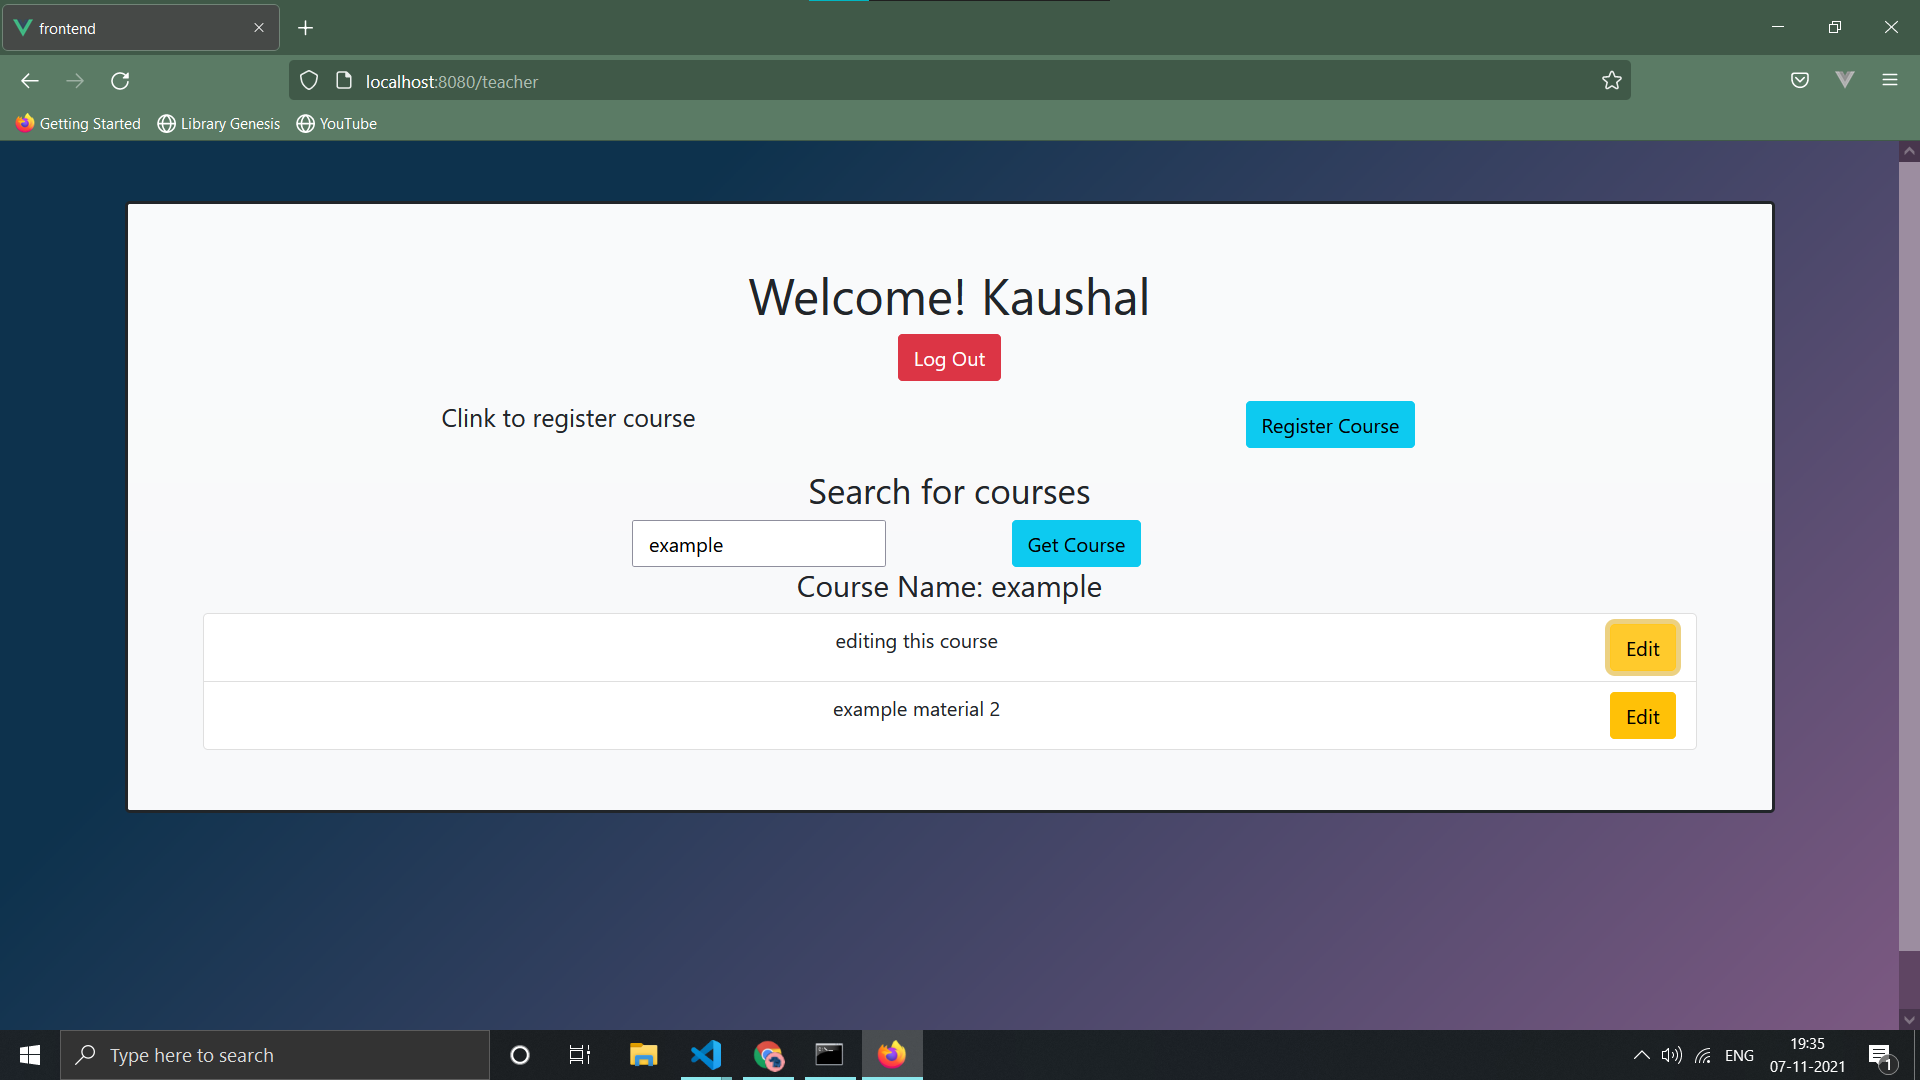 frontend
localhost:8080/teacher
Getting Started Library Genesis YouTube
Welcome! Kaushal
Log Out
Clink to register course Register Course
Search for courses
example Get Course
Course Name: example
editing this course Edit
example material 2 Edit
Type here to search ENG 19:35
07-11-2021 1